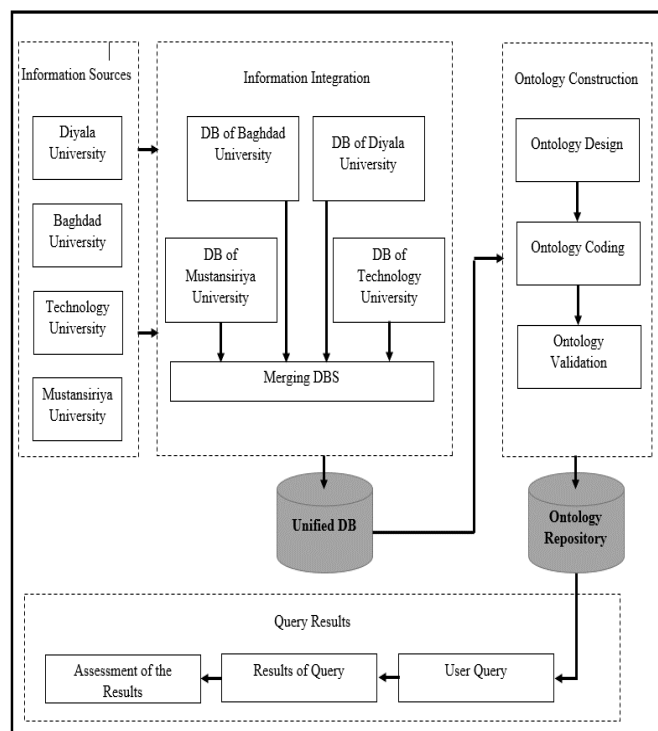 Information Sources
Diyala
University
Baghdad
University
Technology
University
Mustansiriya
University
Information Integration
DB of Baghdad
University
DB of Diyala
University
DB of
Mustansiriya
University
DB of
Technology
University
Merging DBS
Unified DB
Ontology Construction
Ontology Design
Ontology Coding
Ontology
Validation
Ontology
Repository
Query Results
Assessment of the
Results
Results of Query
User Query